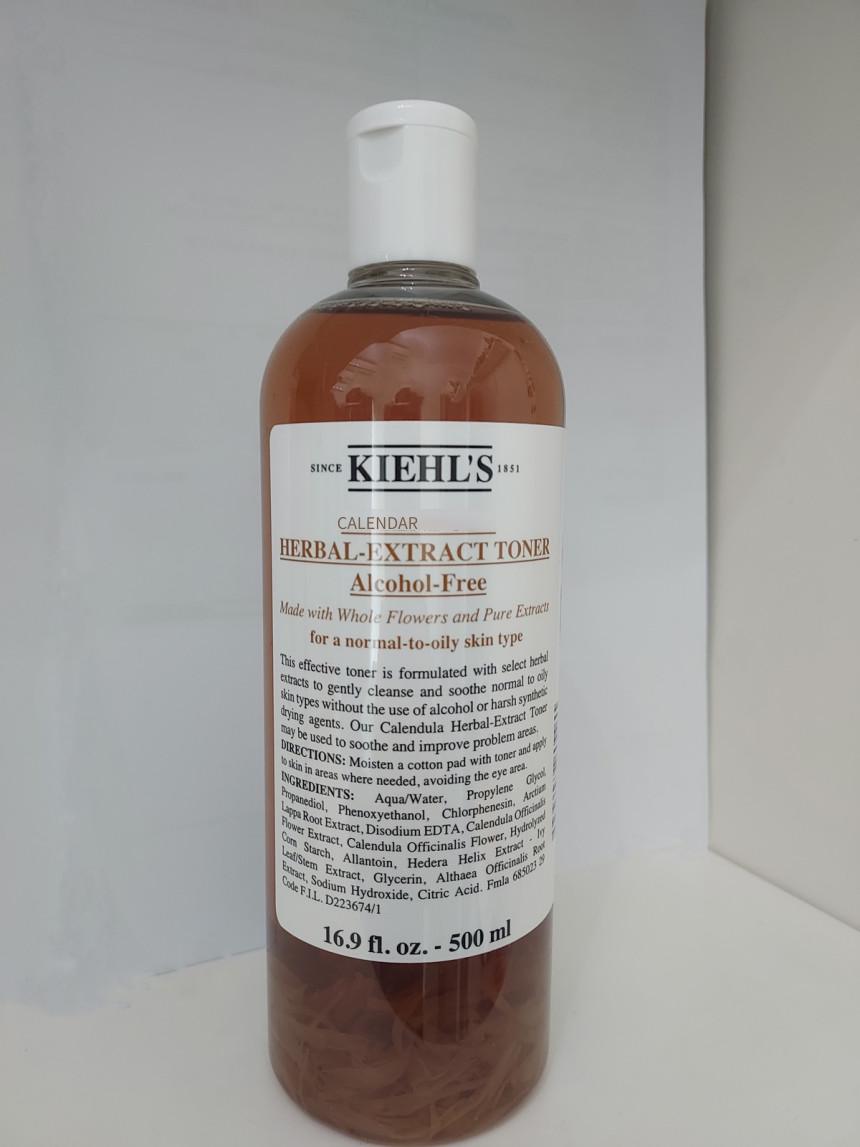 SINCE KIEHL'S 1851
CALENDAR
HERBAL-EXTRACT TONER
Alcohol-Free
Made with Whole Flowers and Pure Extracts
for a normal-to-oily skin type
This effective toner is formulated with select herbal
extracts to gently cleanse and soothe normal to oily
skin types without the use of alcohol or harsh synthetic
drying agents. Our Calendula Herbal-Extract Toner
may be used to soothe and improve problem areas.
DIRECTIONS: Moisten a cotton pad with toner and apply
to skin in areas where needed, avoiding the eye area.
INGREDIENTS: Aqua/Water, Propylene Glycol,
Propanediol, Phenoxyethanol, Chlorphenesin, Arctium
Lappa Root Extract, Disodium EDTA, Calendula Officinalis
Flower Extract, Calendula Officinalis Flower, Hydrolyzed
Corn Starch, Allantoin, Hedera Helix Extract - Ivy
Leaf/Stem Extract, Glycerin, Althaea Officinalis Root
Extract, Sodium Hydroxide, Citric Acid. Fmla 685023 29
Code F.I.L. D223674/1
16.9 fl. oz. - 500 ml